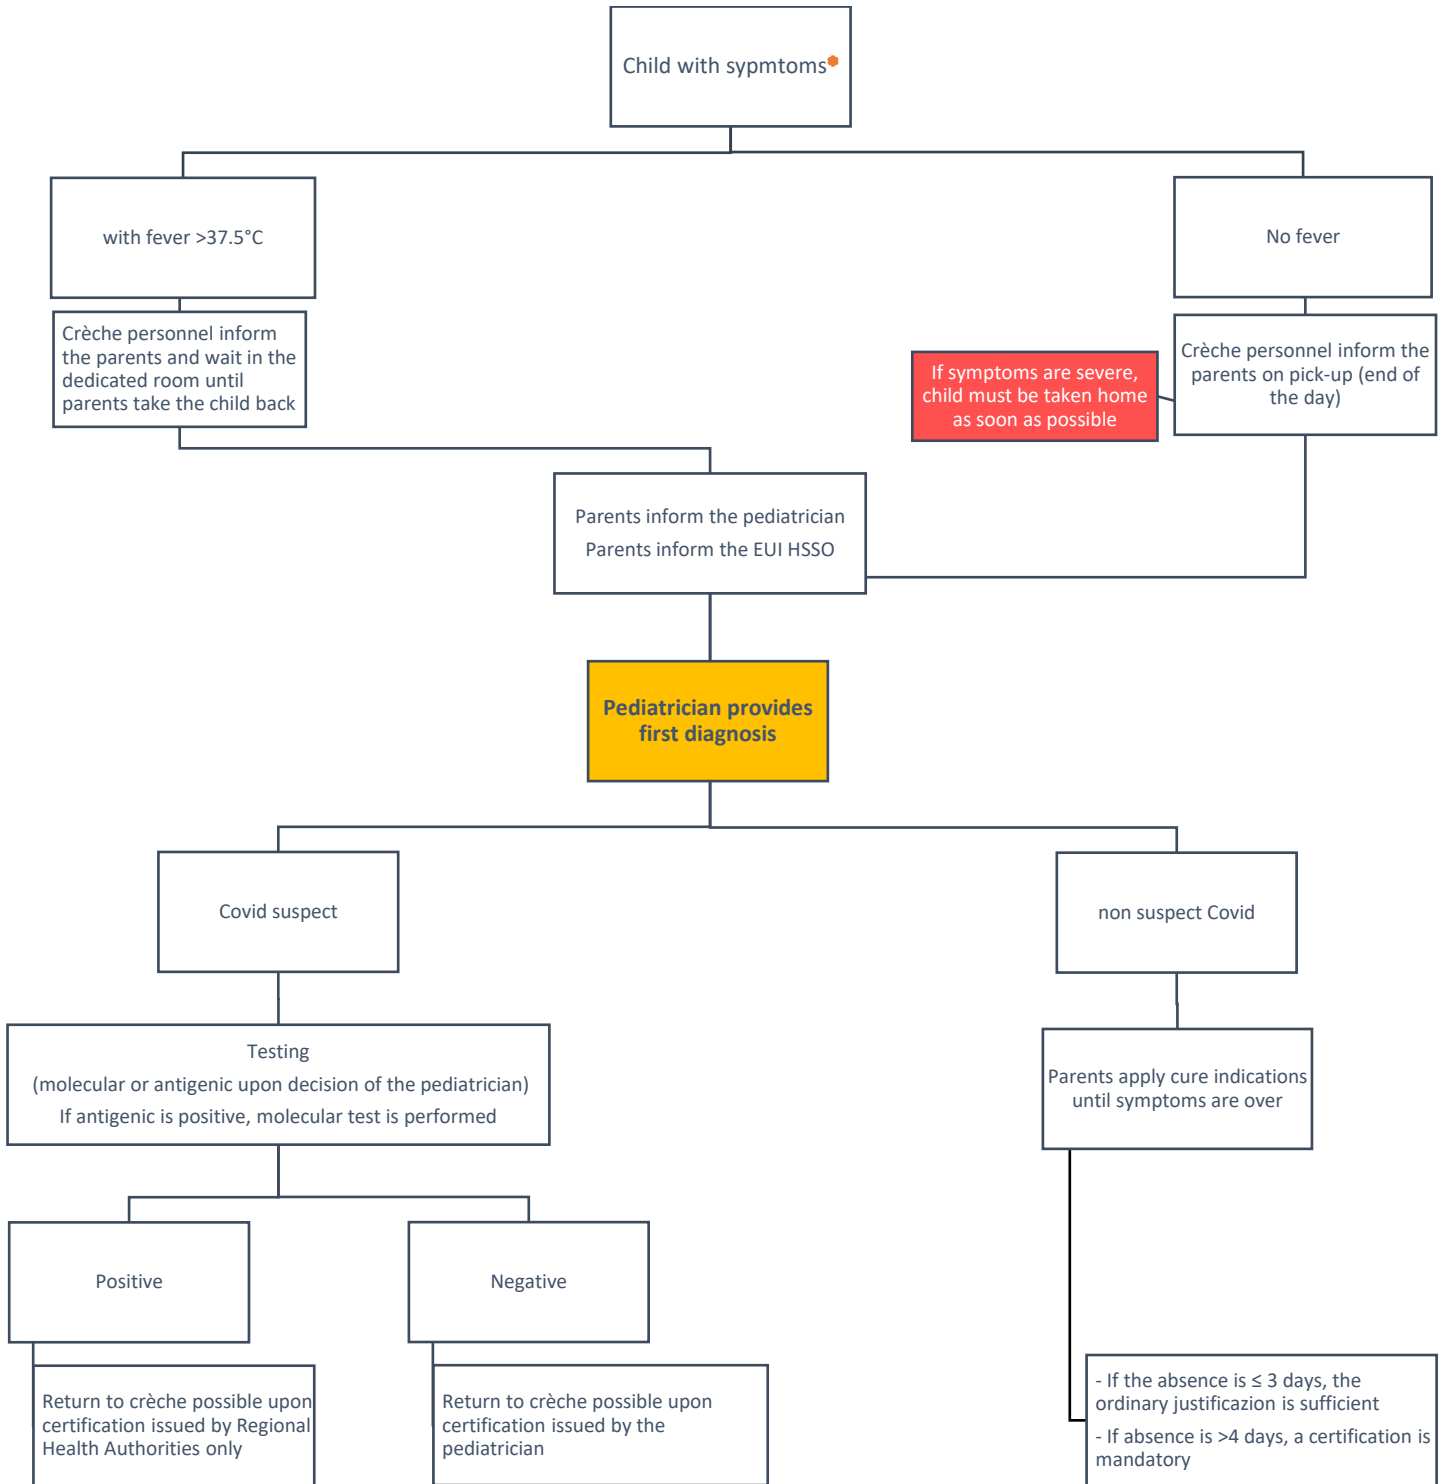 Child with sypmtoms
with fever >37.5°C
No fever
Crèche personnel inform
the parents and wait in the
dedicated room until
parents take the child back
If symptoms are severe,
child must be taken home
as soon as possible
Crèche personnel inform the
parents on pick-up (end of
the day)
Parents inform the pediatrician
Parents inform the EUI HSSO
Pediatrician provides
first diagnosis
Covid suspect
non suspect Covid
Testing
(molecular or antigenic upon decision of the pediatrician)
If antigenic is positive, molecular test is performed
Parents apply cure indications
until symptoms are over
Positive
Negative
Return to crèche possible upon
certification issued by Regional
Health Authorities only
Return to crèche possible upon
certification issued by the
pediatrician
- If the absence is ≤ 3 days, the
ordinary justificazion is sufficient
- If absence is >4 days, a certification is
mandatory